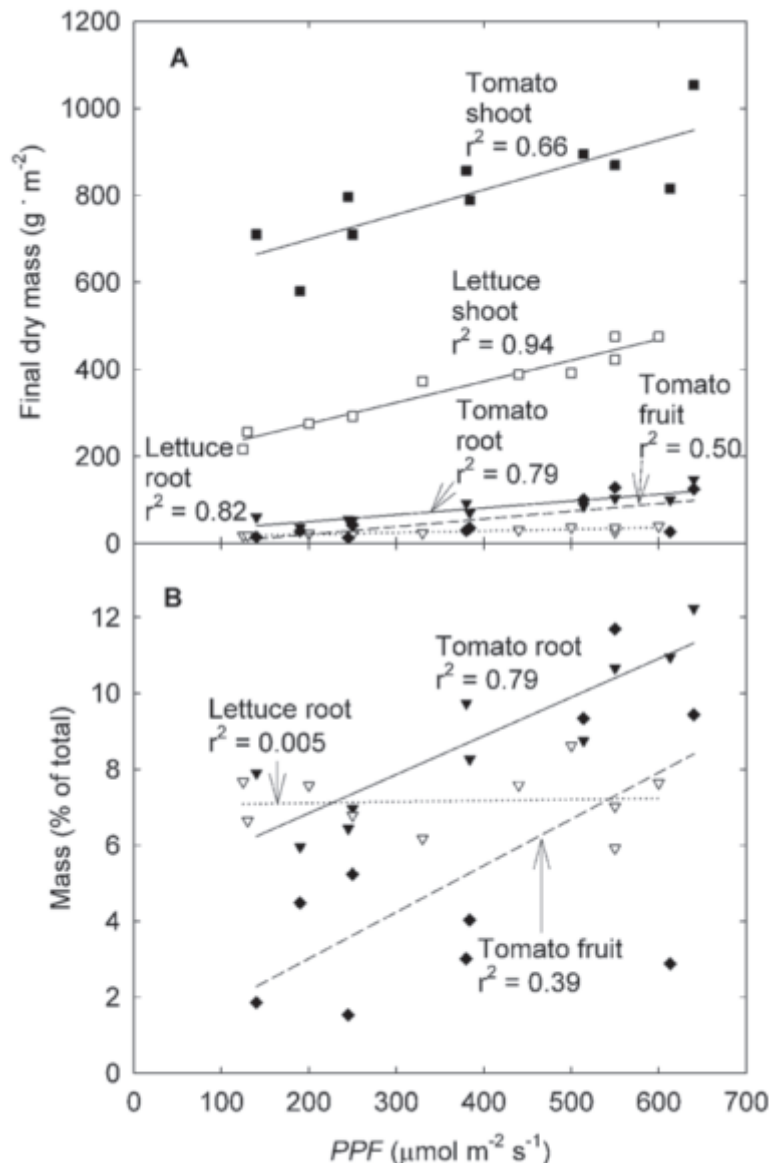 1200
A
Tomato
shoot
r² = 0.66
1000
800
600
Lettuce
shoot
r² = 0.94
400
Tomato
fruit
r² = 0.50
Tomato
root
r² = 0.79
Lettuce
root
r² = 0.82
200
0
Final dry mass (g · m⁻²)
B
12
Tomato root
r² = 0.79
10
Lettuce root
r² = 0.005
8
6
4
Tomato fruit
r² = 0.39
2
0
Mass (% of total)
0 100 200 300 400 500 600 700
PPF (μmol m⁻² s⁻¹)